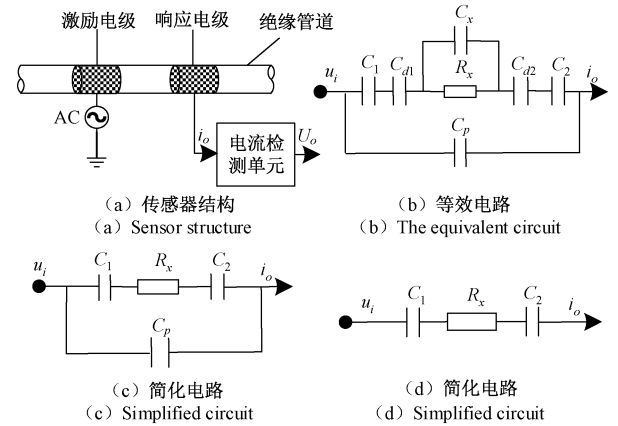 激励电级 响应电级 绝缘管道
AC
i_o
电流检
测单元
U_o
(a) 传感器结构
(a) Sensor structure
C_x
u_i C_1 C_d1 R_x C_d2 C_2 i_o
C_p
(b) 等效电路
(b) The equivalent circuit
u_i C_1 R_x C_2 i_o
C_p
(c) 简化电路
(c) Simplified circuit
u_i C_1 R_x C_2 i_o
(d) 简化电路
(d) Simplified circuit